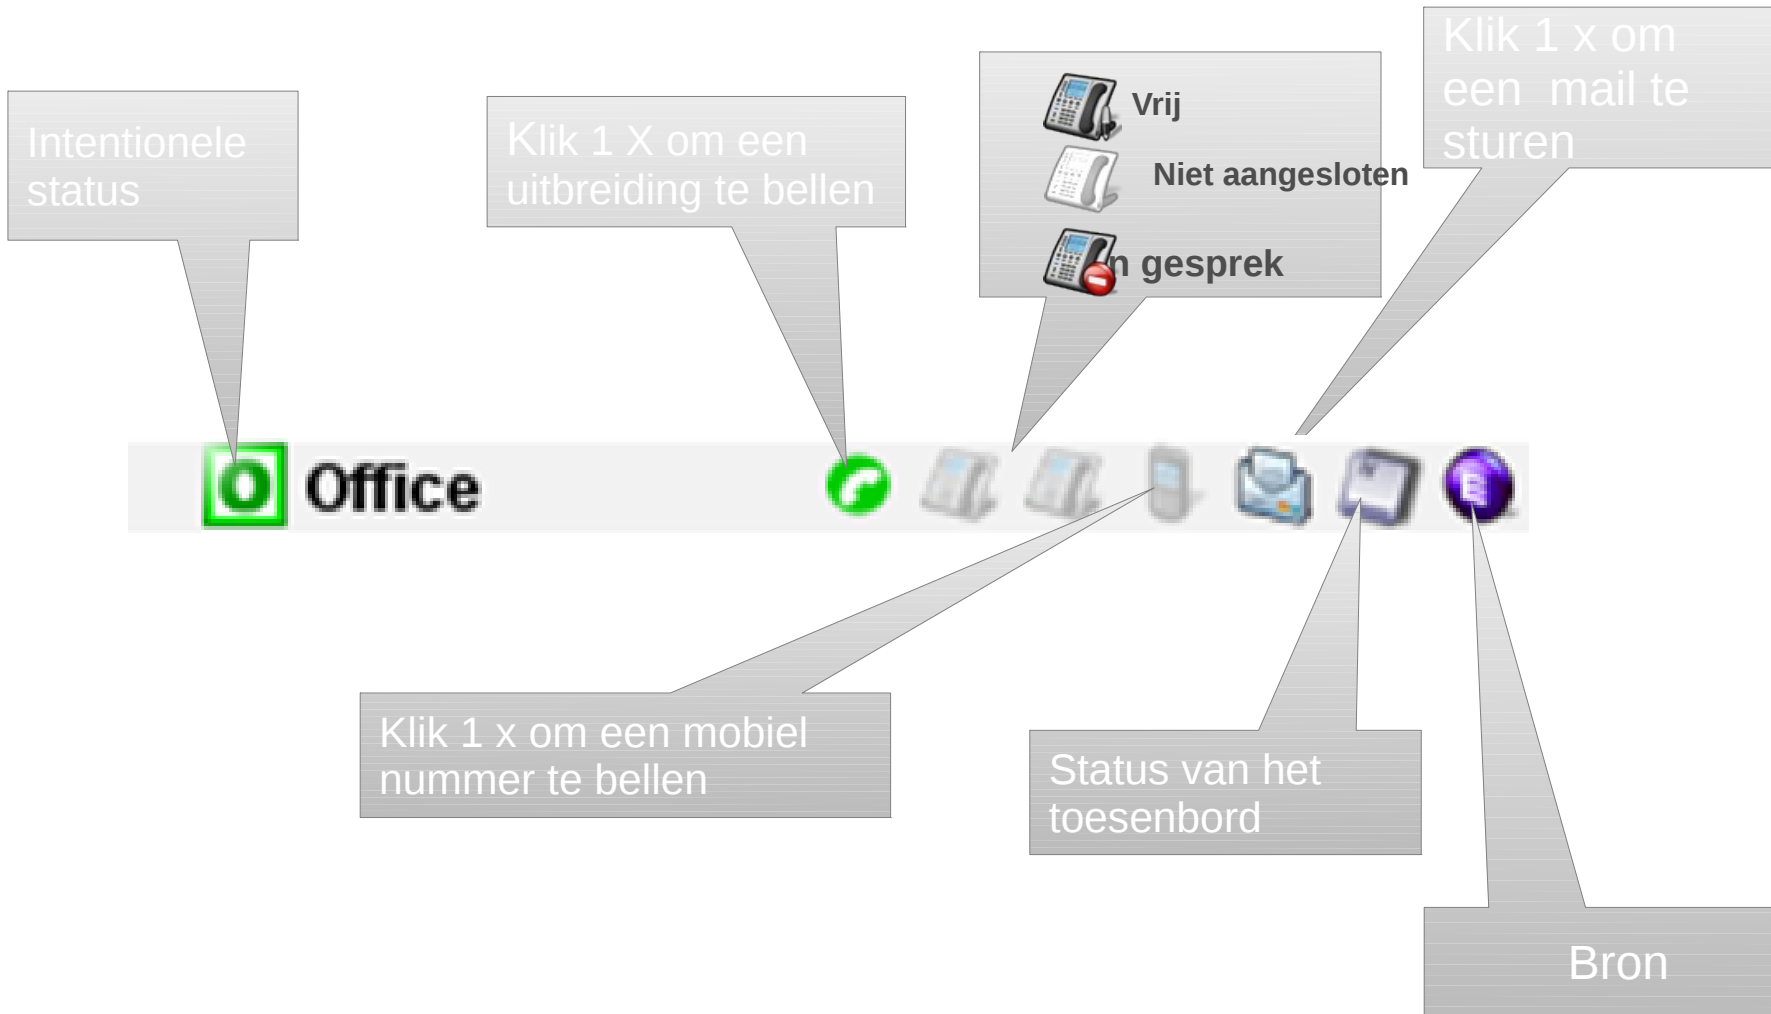 Intentionele
status
Klik 1 X om een
uitbreiding te bellen
Vrij
Niet aangesloten
n gesprek
Klik 1 x om
een  mail te
sturen
Office
Klik 1 x om een mobiel
nummer te bellen
Status van het
toesenbord
Bron